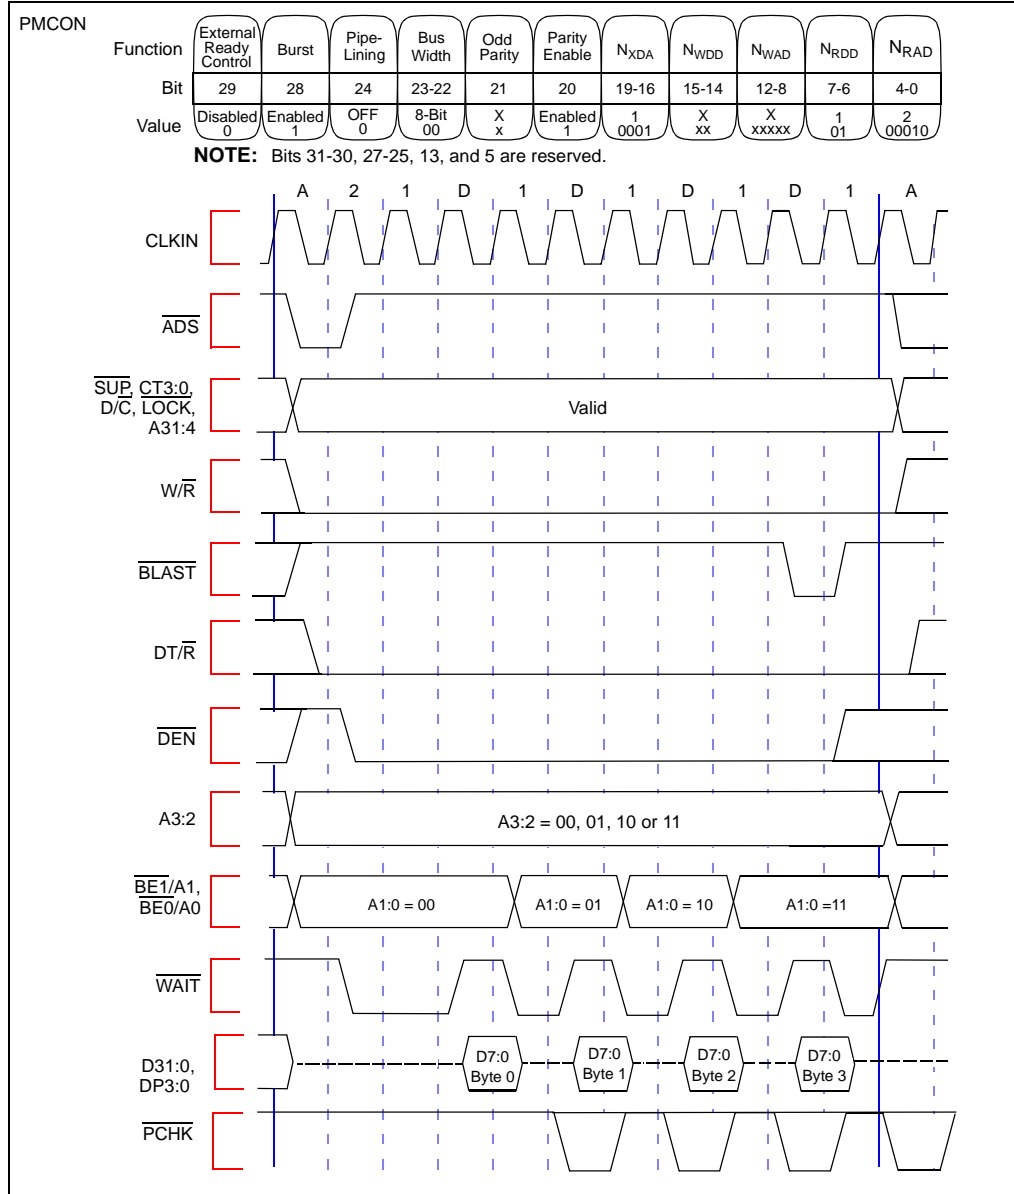 PMCON
Function External Ready Control Burst Pipe-Lining Bus Width Odd Parity Parity Enable NXDA NWDD NWAD NRDD NRAD
Bit 29 28 24 23-22 21 20 19-16 15-14 12-8 7-6 4-0
Value Disabled 0 Enabled 1 OFF 0 8-Bit 00 X x Enabled 1 1 0001 X xx X xxxxx 1 01 2 00010
NOTE: Bits 31-30, 27-25, 13, and 5 are reserved.
A 2 1 D 1 D 1 D 1 D 1 A
CLKIN
ADS
SUP, CT3:0,
D/C, LOCK,
A31:4
Valid
W/R
BLAST
DT/R
DEN
A3:2
A3:2 = 00, 01, 10 or 11
BE1/A1,
BE0/A0
A1:0 = 00 A1:0 = 01 A1:0 = 10 A1:0 =11
WAIT
D31:0,
DP3:0
D7:0 D7:0 D7:0 D7:0
Byte 0 Byte 1 Byte 2 Byte 3
PCHK